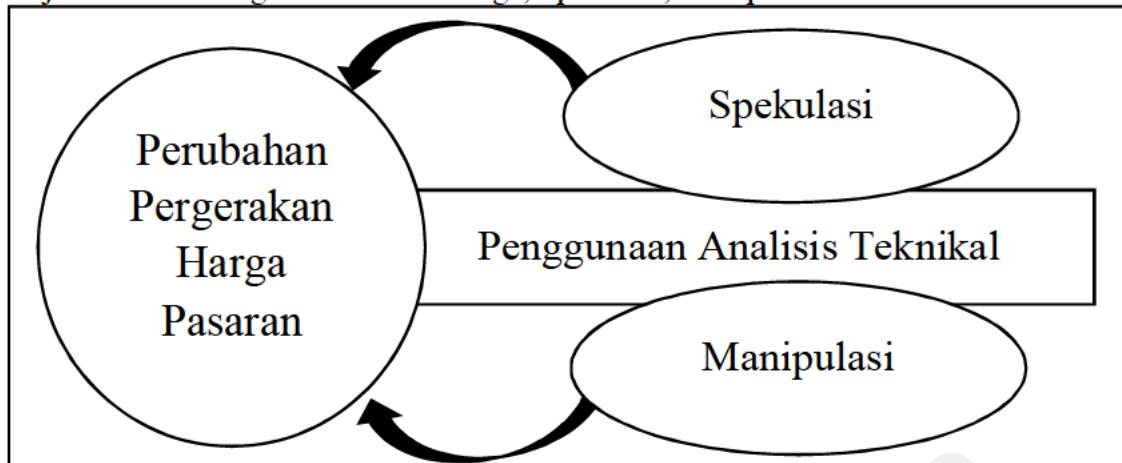 Perubahan
Pergerakan
Harga
Pasaran
Spekulasi
Penggunaan Analisis Teknikal
Manipulasi